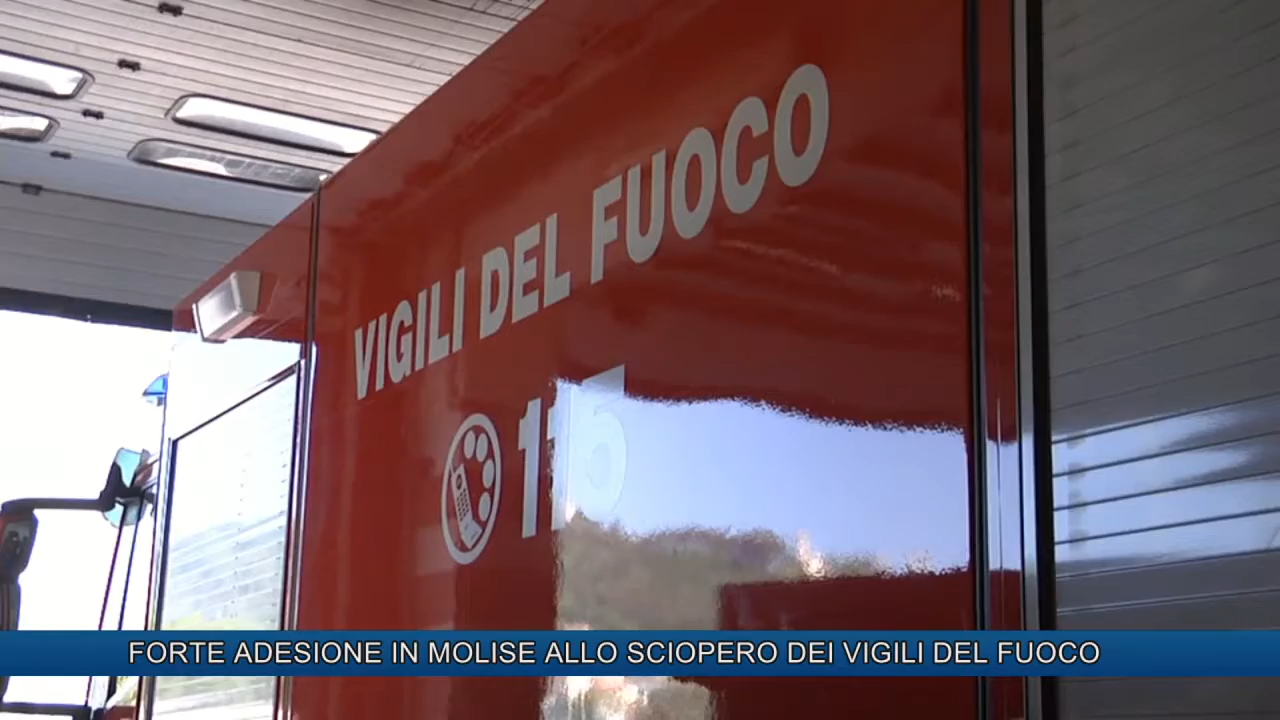 VIGILI DEL FUOCO
115
FORTE ADESIONE IN MOLISE ALLO SCIOPERO DEI VIGILI DEL FUOCO